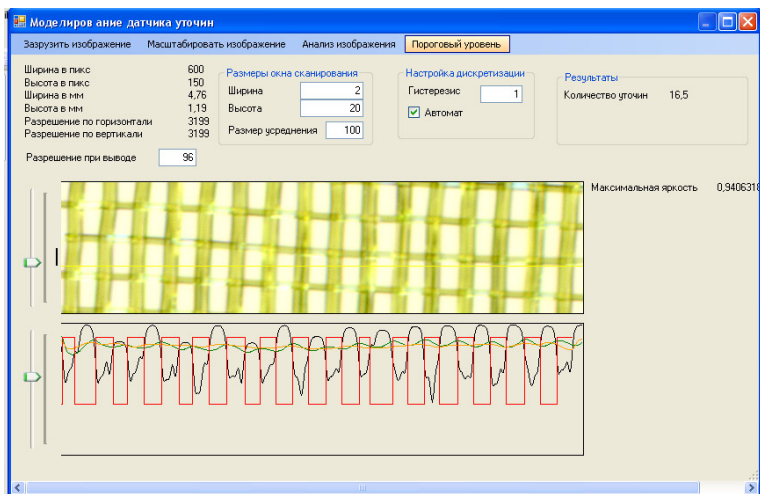 Моделиров ание датчика уточин
Загрузить изображение Масштабировать изображение Анализ изображения Пороговый уровень
Ширина в пикс 600
Высота в пикс 150
Ширина в мм 4,76
Высота в мм 1,19
Разрешение по горизонтали 3199
Разрешение по вертикали 3199
Разрешение при выводе 96
Размеры окна сканирования
Ширина 2
Высота 20
Размер усреднения 100
Настройка дискретизации
Гистерезис 1
Автомат
Результаты
Количество уточин 16,5
Максимальная яркость 0,9406318